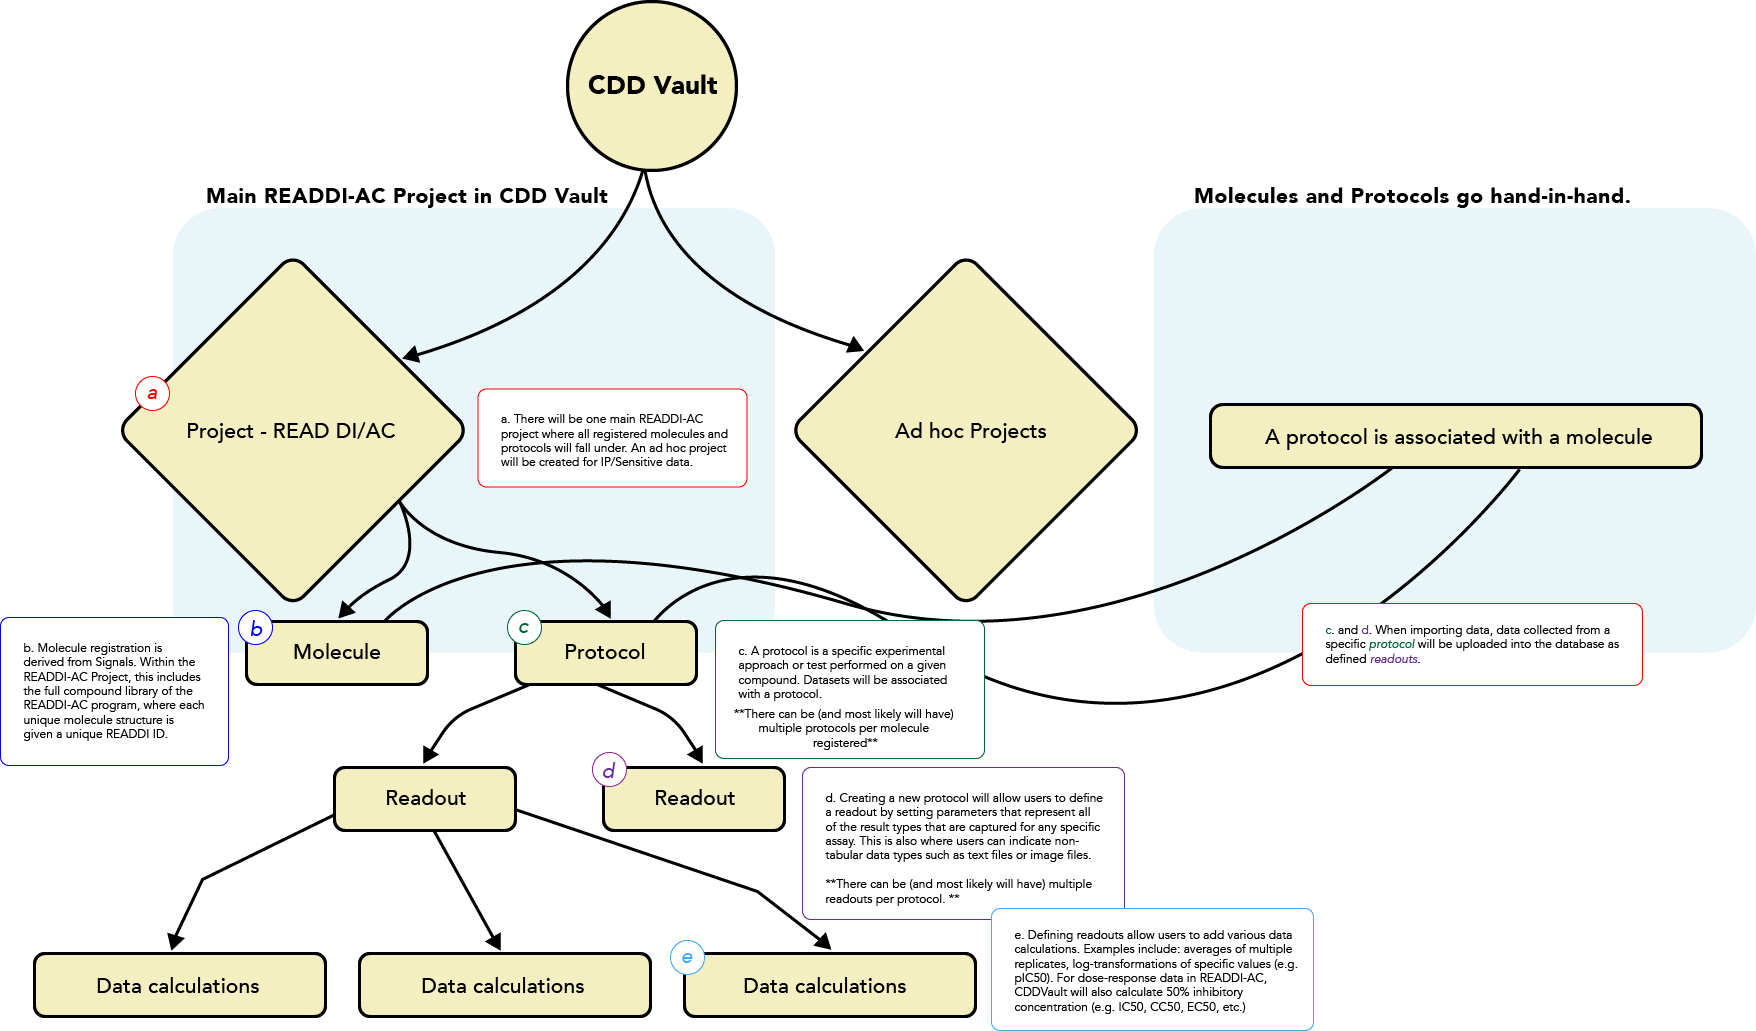 CDD Vault
Main READDI-AC Project in CDD Vault
Molecules and Protocols go hand-in-hand.
a
Project - READ DI/AC
a. There will be one main READDI-AC
project where all registered molecules and
protocols will fall under. An ad hoc project
will be created for IP/Sensitive data.
Ad hoc Projects
A protocol is associated with a molecule
b
Molecule
b. Molecule registration is
derived from Signals. Within the
READDI-AC Project, this includes
the full compound library of the
READDI-AC program, where each
unique molecule structure is
given a unique READDI ID.
c
Protocol
c. A protocol is a specific experimental
approach or test performed on a given
compound. Datasets will be associated
with a protocol.
**There can be (and most likely will have)
multiple protocols per molecule
registered**
c. and d. When importing data, data collected from a
specific protocol will be uploaded into the database as
defined readouts.
Readout
d
Readout
d. Creating a new protocol will allow users to define
a readout by setting parameters that represent all
of the result types that are captured for any specific
assay. This is also where users can indicate non-
tabular data types such as text files or image files.
**There can be (and most likely will have) multiple
readouts per protocol. **
Data calculations
Data calculations
e
Data calculations
e. Defining readouts allow users to add various data
calculations. Examples include: averages of multiple
replicates, log-transformations of specific values (e.g.
pIC50). For dose-response data in READDI-AC,
CDDVault will also calculate 50% inhibitory
concentration (e.g. IC50, CC50, EC50, etc.)